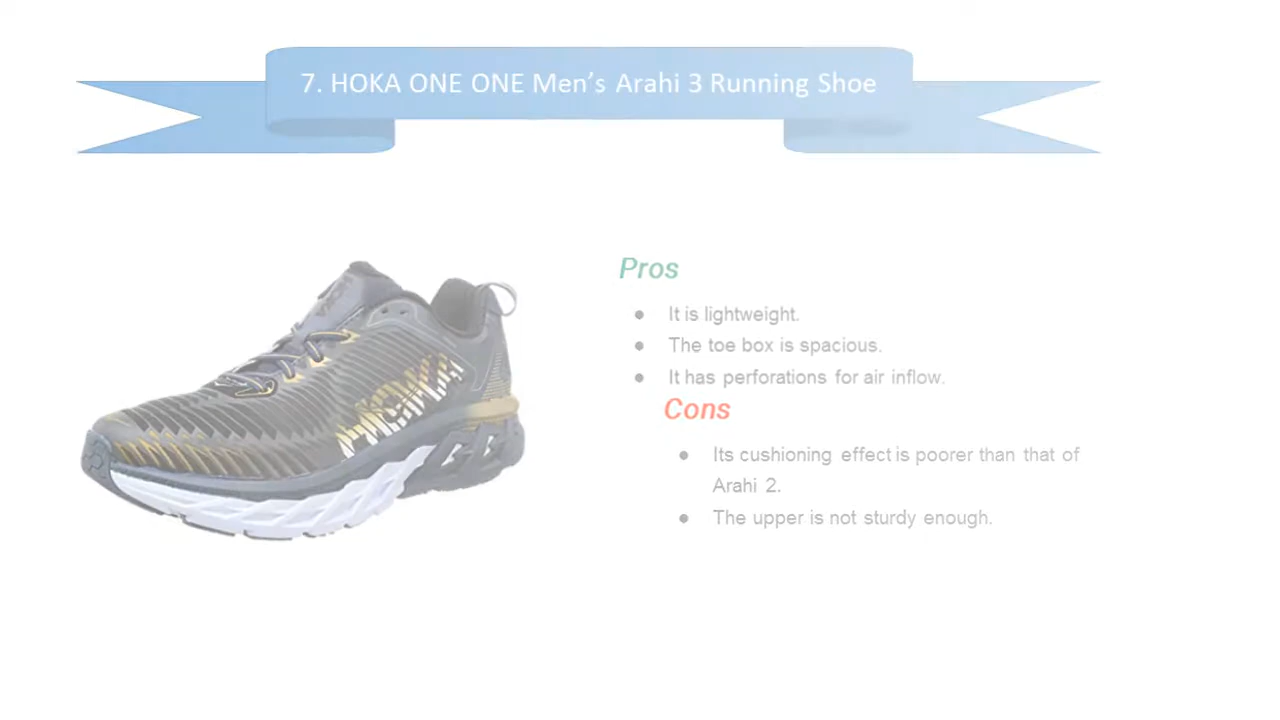 7. HOKA ONE ONE Men’s Arahi 3 Running Shoe
Pros
● It is lightweight.
● The toe box is spacious.
● It has perforations for air inflow.
HOKA
Cons
● Its cushioning effect is poorer than that of
Arahi 2.
● The upper is not sturdy enough.